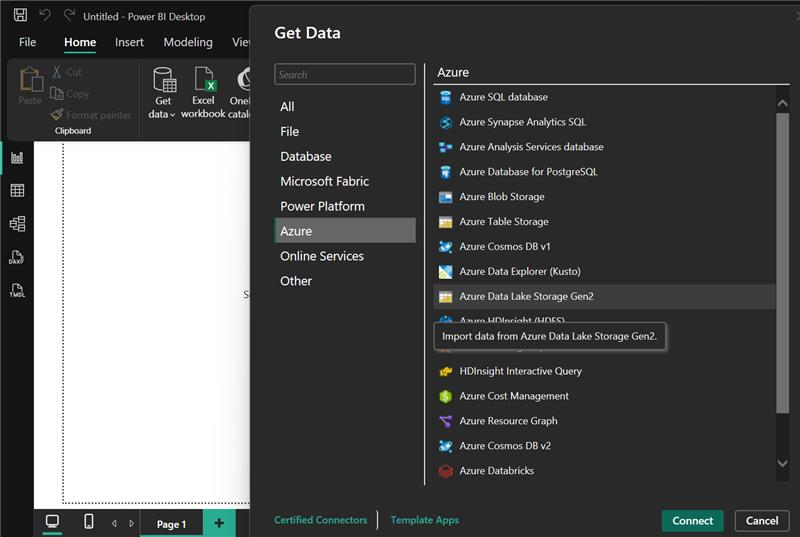 Untitled - Power BI Desktop
File Home Insert Modeling
Paste
Cut
Copy
Format painter
Clipboard
Get data
Excel workbook
Get Data
Search
All
File
Database
Microsoft Fabric
Power Platform
Azure
Online Services
Other
Azure
Azure SQL database
Azure Synapse Analytics SQL
Azure Analysis Services database
Azure Database for PostgreSQL
Azure Blob Storage
Azure Table Storage
Azure Cosmos DB v1
Azure Data Explorer (Kusto)
Azure Data Lake Storage Gen2
Azure HDInsight (HDFS)
Import data from Azure Data Lake Storage Gen2.
HDInsight Interactive Query
Azure Cost Management
Azure Resource Graph
Azure Cosmos DB v2
Azure Databricks
Certified Connectors
Template Apps
Connect
Cancel
DAX
TMDL
Page 1